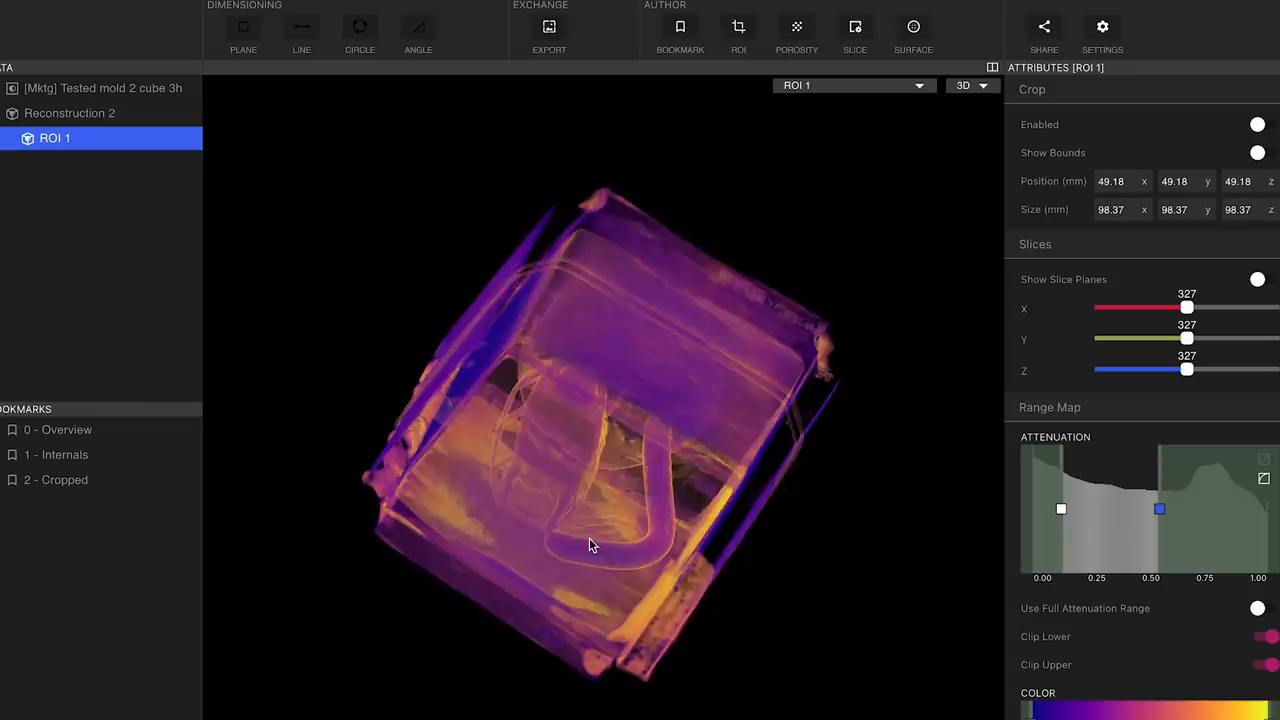 DIMENSIONING
EXCHANGE
AUTHOR
PLANE
LINE
CIRCLE
ANGLE
EXPORT
BOOKMARK
ROI
POROSITY
SLICE
SURFACE
SHARE
SETTINGS
ATA
[Mktg] Tested mold 2 cube 3h
Reconstruction 2
ROI 1
OOKMARKS
0 - Overview
1 - Internals
2 - Cropped
ROI 1
3D
ATTRIBUTES [ROI 1]
Crop
Enabled
Show Bounds
Position (mm) 49.18 x 49.18 y 49.18 z
Size (mm) 98.37 x 98.37 y 98.37 z
Slices
Show Slice Planes
327
X
327
Y
327
Z
Range Map
ATTENUATION
0.00 0.25 0.50 0.75 1.00
Use Full Attenuation Range
Clip Lower
Clip Upper
COLOR